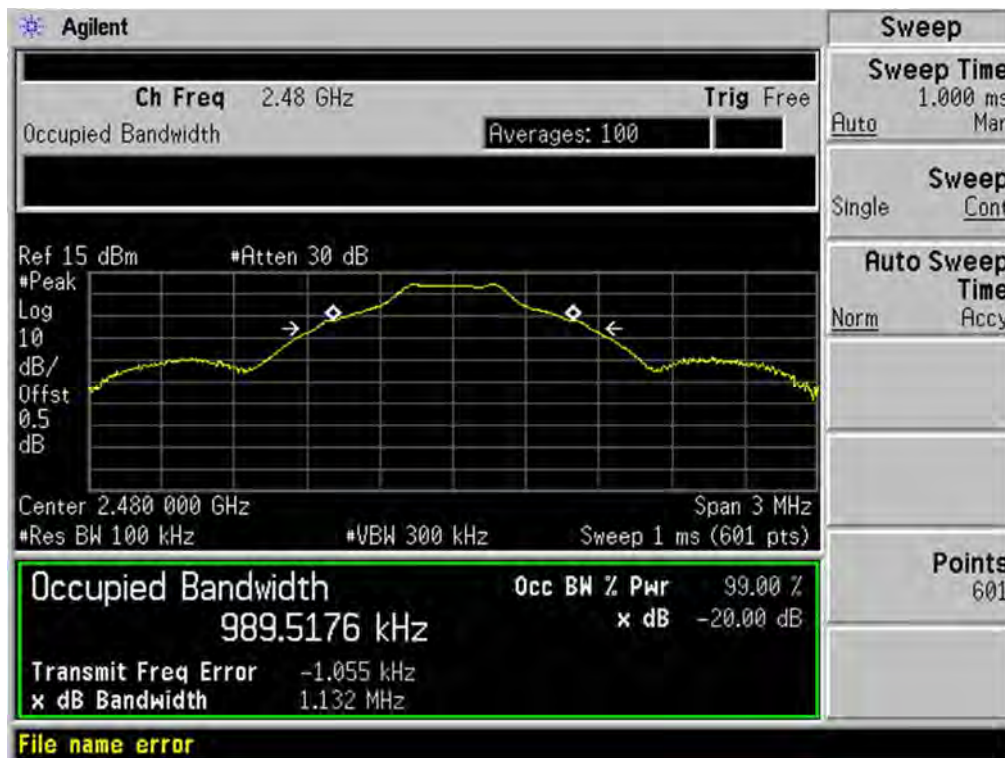 Agilent
Sweep
Ch Freq 2.48 GHz Trig Free
Occupied Bandwidth Averages: 100
Sweep Time
1.000 ms
Auto Man
Sweep
Single Cont
Auto Sweep
Time
Norm Accy
Points
601
Ref 15 dBm #Atten 30 dB
#Peak
Log
10
dB/
Offst
0.5
dB
Center 2.480 000 GHz Span 3 MHz
#Res BW 100 kHz #VBW 300 kHz Sweep 1 ms (601 pts)
Occupied Bandwidth
989.5176 kHz
Occ BW % Pwr 99.00 %
x dB -20.00 dB
Transmit Freq Error -1.055 kHz
x dB Bandwidth 1.132 MHz
File name error